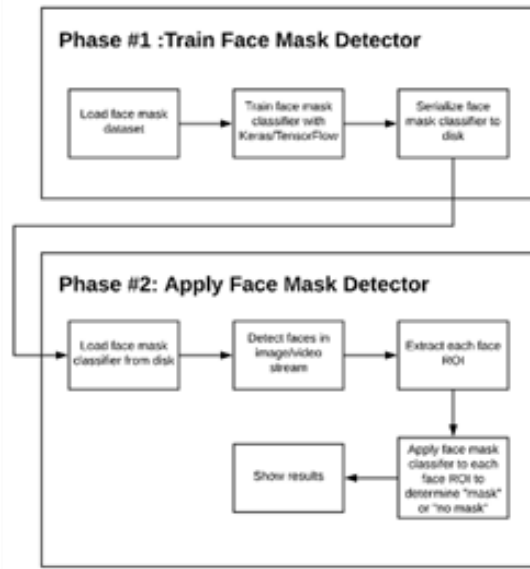 Phase #1 :Train Face Mask Detector
Load face mask
dataset
Train face mask
classifier with
Keras/TensorFlow
Serialize face
mask classifier to
disk
Phase #2: Apply Face Mask Detector
Load face mask
classifier from disk
Detect faces in
image/video
stream
Extract each face
ROI
Show results
Apply face mask
classifer to each
face ROI to
determine "mask"
or "no mask"